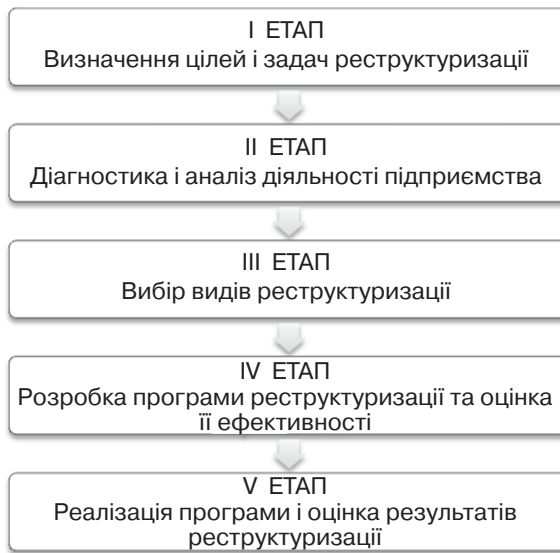 I ЕТАП
Визначення цілей і задач реструктуризації
II ЕТАП
Діагностика і аналіз діяльності підприємства
III ЕТАП
Вибір видів реструктуризації
IV ЕТАП
Розробка програми реструктуризації та оцінка
її ефективності
V ЕТАП
Реалізація програми і оцінка результатів
реструктуризації